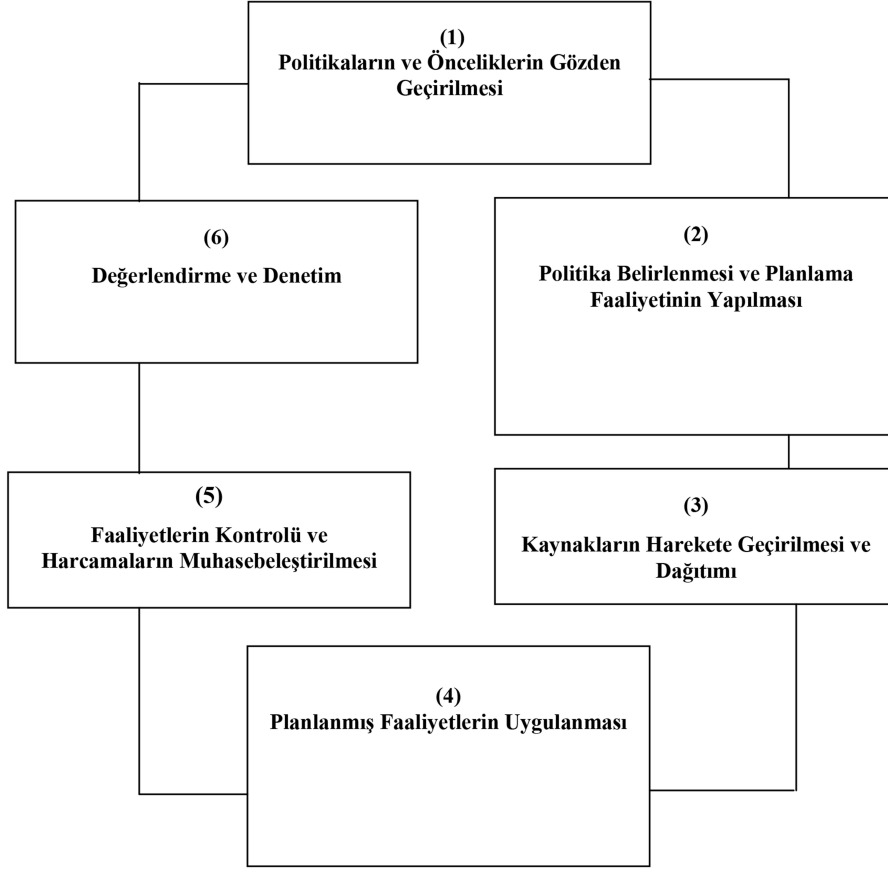 (1)
Politikaların ve Önceliklerin Gözden
Geçirilmesi
(2)
Politika Belirlenmesi ve Planlama
Faaliyetinin Yapılması
(3)
Kaynakların Harekete Geçirilmesi ve
Dağıtımı
(4)
Planlanmış Faaliyetlerin Uygulanması
(5)
Faaliyetlerin Kontrolü ve
Harcamaların Muhasebeleştirilmesi
(6)
Değerlendirme ve Denetim